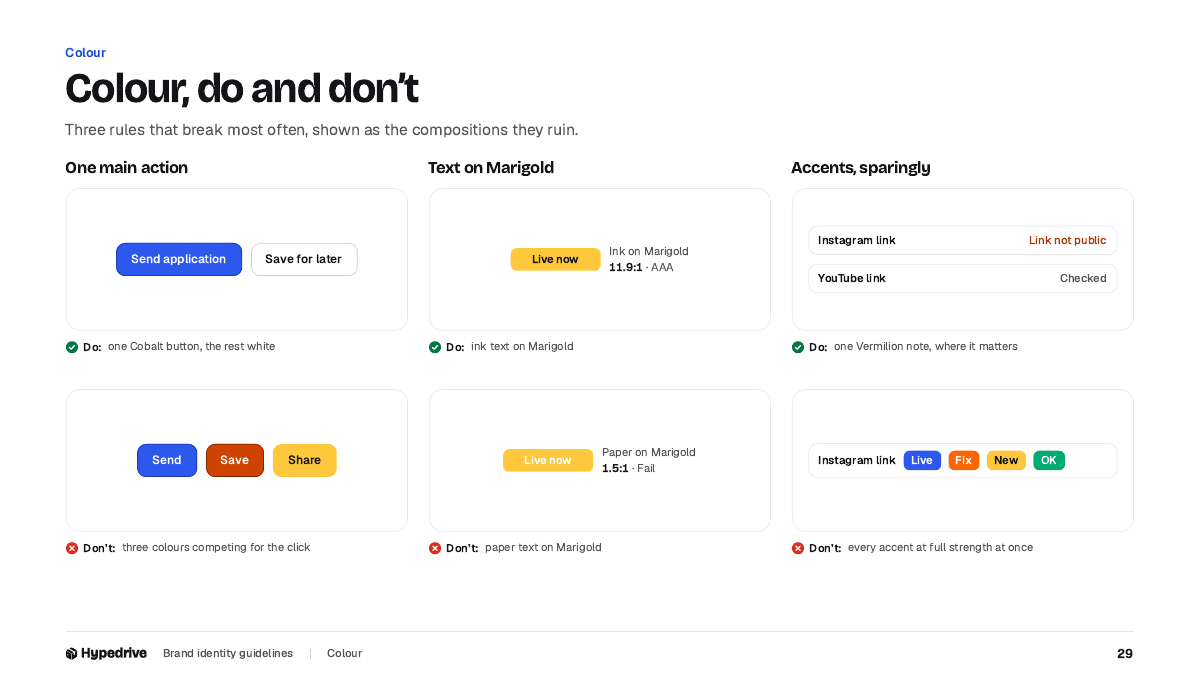 Colour
Colour, do and don’t
Three rules that break most often, shown as the compositions they ruin.
One main action
Send application
Save for later
Do: one Cobalt button, the rest white
Send
Save
Share
Don’t: three colours competing for the click
Text on Marigold
Live now
Ink on Marigold
11.9:1 · AAA
Do: ink text on Marigold
Live now
Paper on Marigold
1.5:1 · Fail
Don’t: paper text on Marigold
Accents, sparingly
Instagram link Link not public
YouTube link Checked
Do: one Vermilion note, where it matters
Instagram link Live Fix New OK
Don’t: every accent at full strength at once
Hypedrive Brand identity guidelines Colour 29